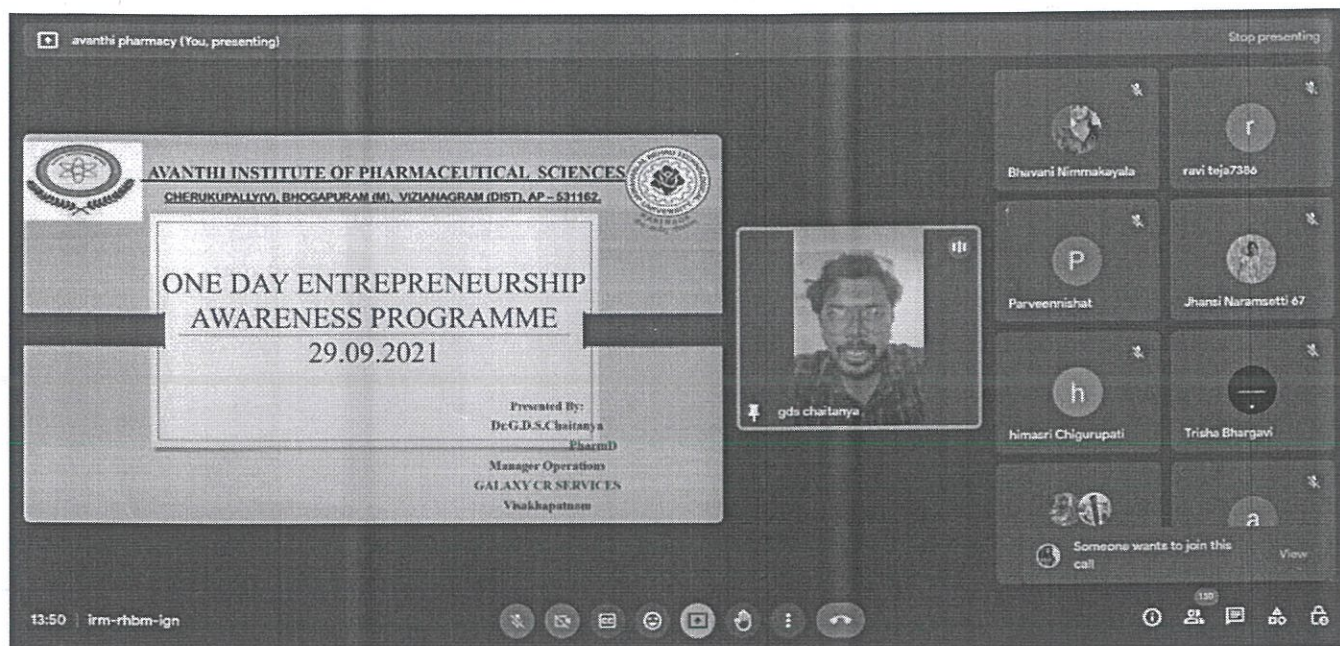 avanthi pharmacy (You, presenting)
Stop presenting
AVANTHI INSTITUTE OF PHARMACEUTICAL SCIENCES
CHERUKUPALLY(V), BHOGAPURAM (M), VIZIANAGRAM (DIST), AP – 531162.
ONE DAY ENTREPRENEURSHIP
AWARENESS PROGRAMME
29.09.2021
Presented By:
Dr.G.D.S.Chaitanya
PharmD
Manager Operations
GALAXY CR SERVICES
Visakhapatnam
gds chaitanya
Bhavani Nimmakayala
r
ravi teja7386
P
Parveennishat
Jhansi Naramsetti 67
h
himasri Chigurupati
Trisha Bhargavi
a
Someone wants to join this
call
View
13:50 | irm-rhbm-ign
130